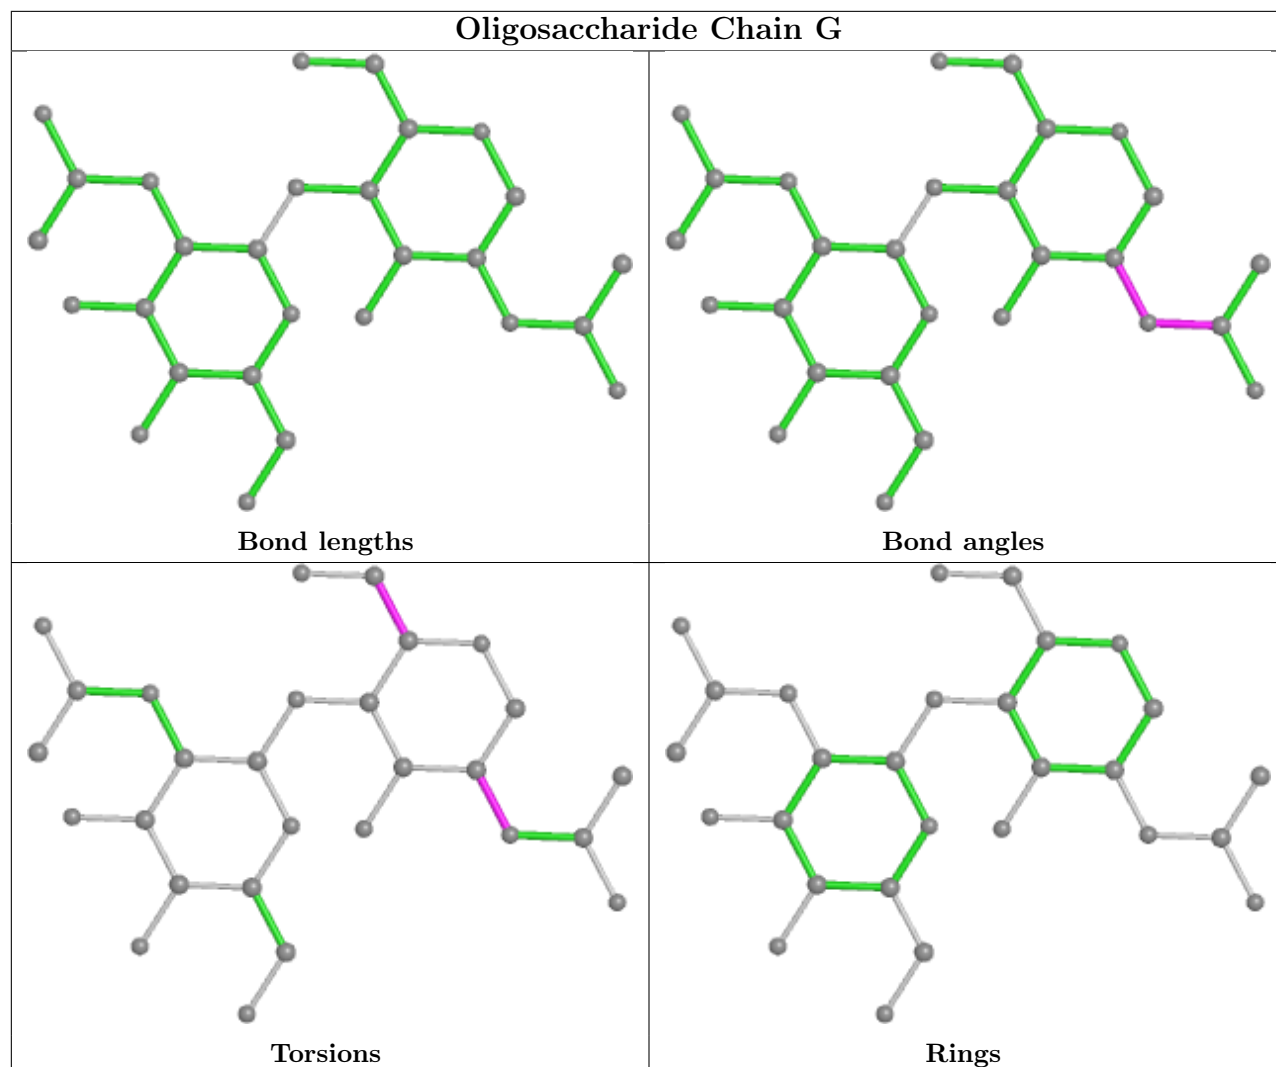 Oligosaccharide Chain G
Bond lengths
Bond angles
Torsions
Rings